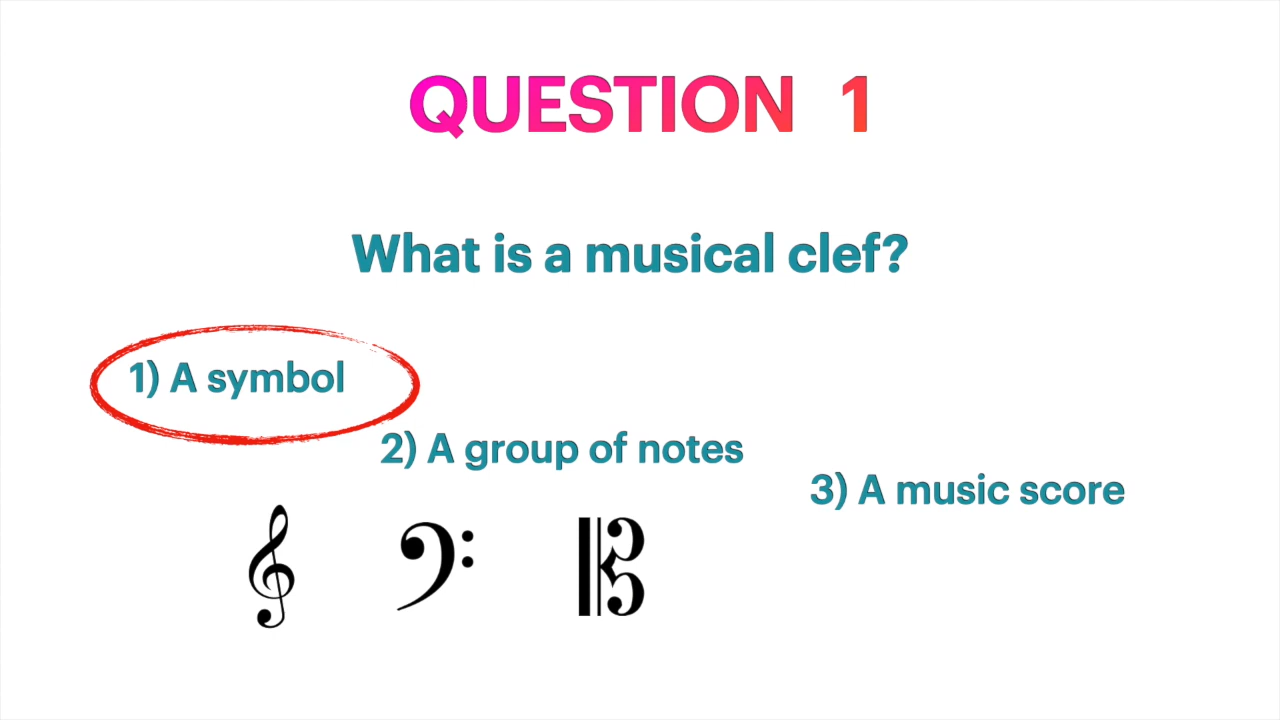 QUESTION 1
What is a musical clef?
1) A symbol
2) A group of notes
3) A music score